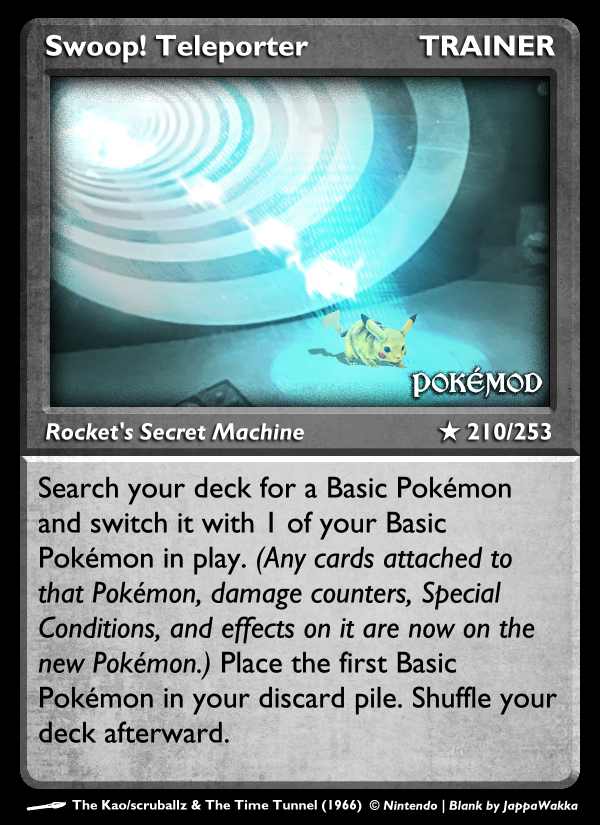 Swoop! Teleporter TRAINER
POKÉMOD
Rocket's Secret Machine ★ 210/253
Search your deck for a Basic Pokémon
and switch it with 1 of your Basic
Pokémon in play. (Any cards attached to
that Pokémon, damage counters, Special
Conditions, and effects on it are now on the
new Pokémon.) Place the first Basic
Pokémon in your discard pile. Shuffle your
deck afterward.
The Kao/scruballz & The Time Tunnel (1966) © Nintendo | Blank by JappaWakka